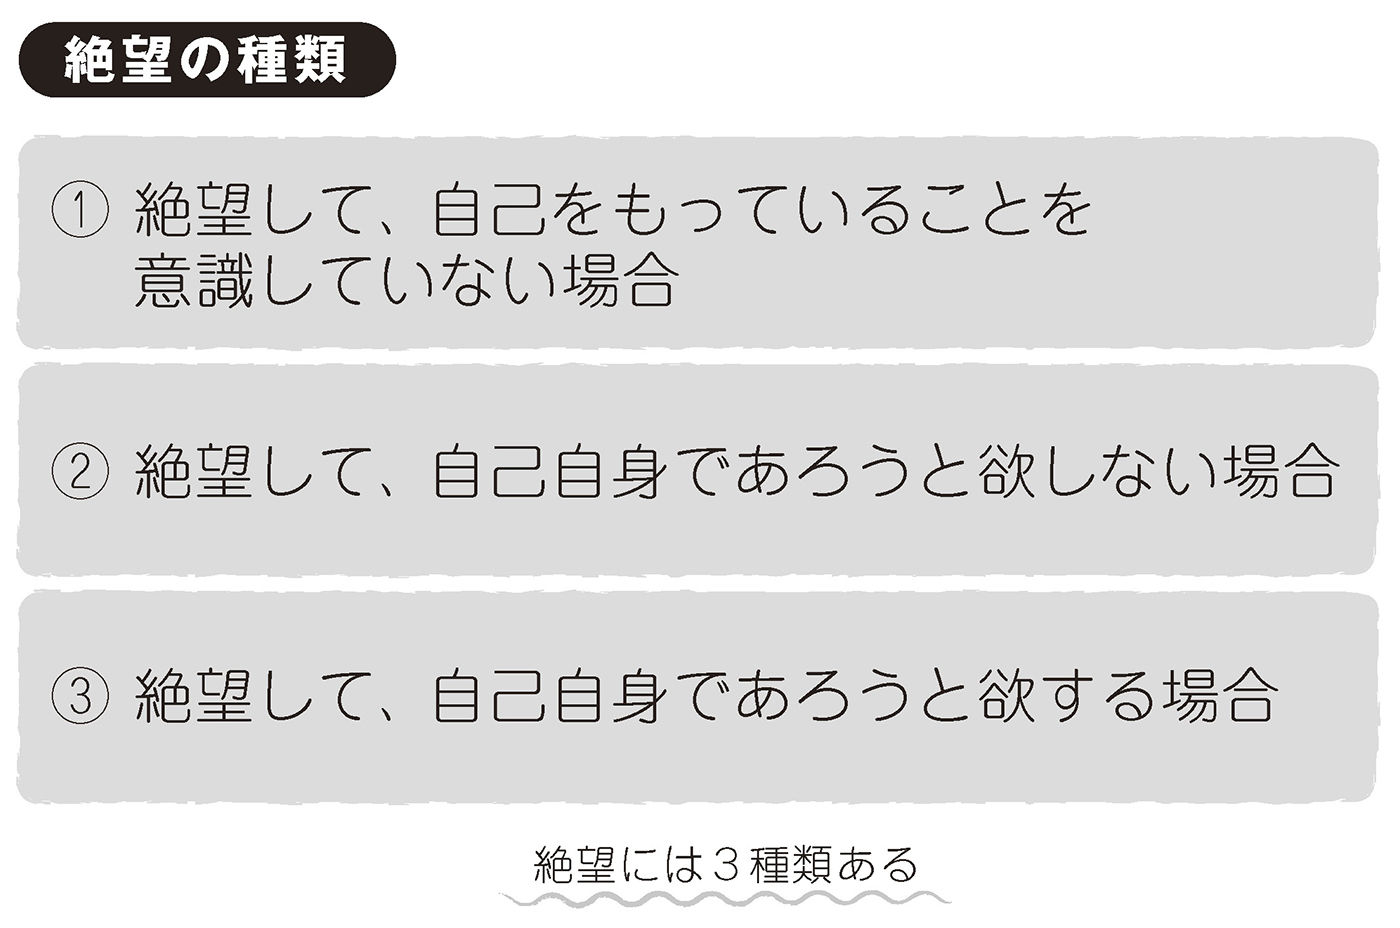 絶望の種類
① 絶望して、自己をもっていることを
意識していない場合
② 絶望して、自己自身であろうと欲しない場合
③ 絶望して、自己自身であろうと欲する場合
絶望には３種類ある